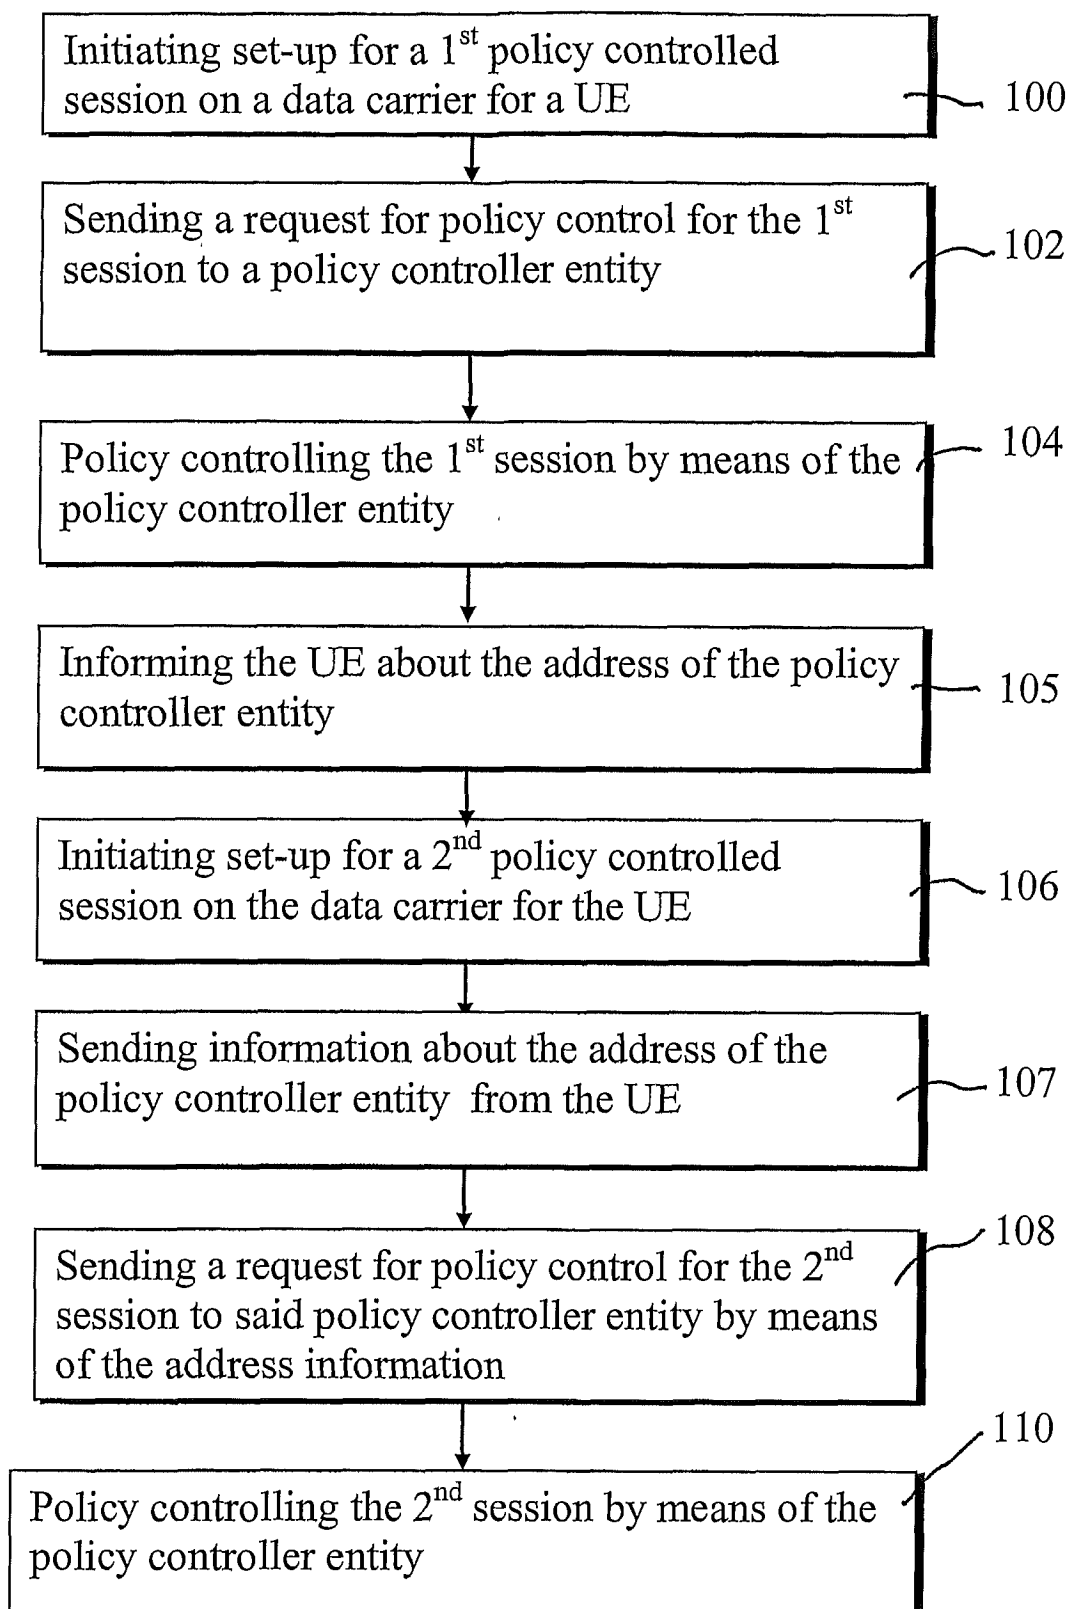 Initiating set-up for a 1st policy controlled
session on a data carrier for a UE
100
Sending a request for policy control for the 1st
session to a policy controller entity
102
Policy controlling the 1st session by means of the
policy controller entity
104
Informing the UE about the address of the policy
controller entity
105
Initiating set-up for a 2nd policy controlled
session on the data carrier for the UE
106
Sending information about the address of the
policy controller entity from the UE
107
Sending a request for policy control for the 2nd
session to said policy controller entity by means
of the address information
108
Policy controlling the 2nd session by means of the
policy controller entity
110